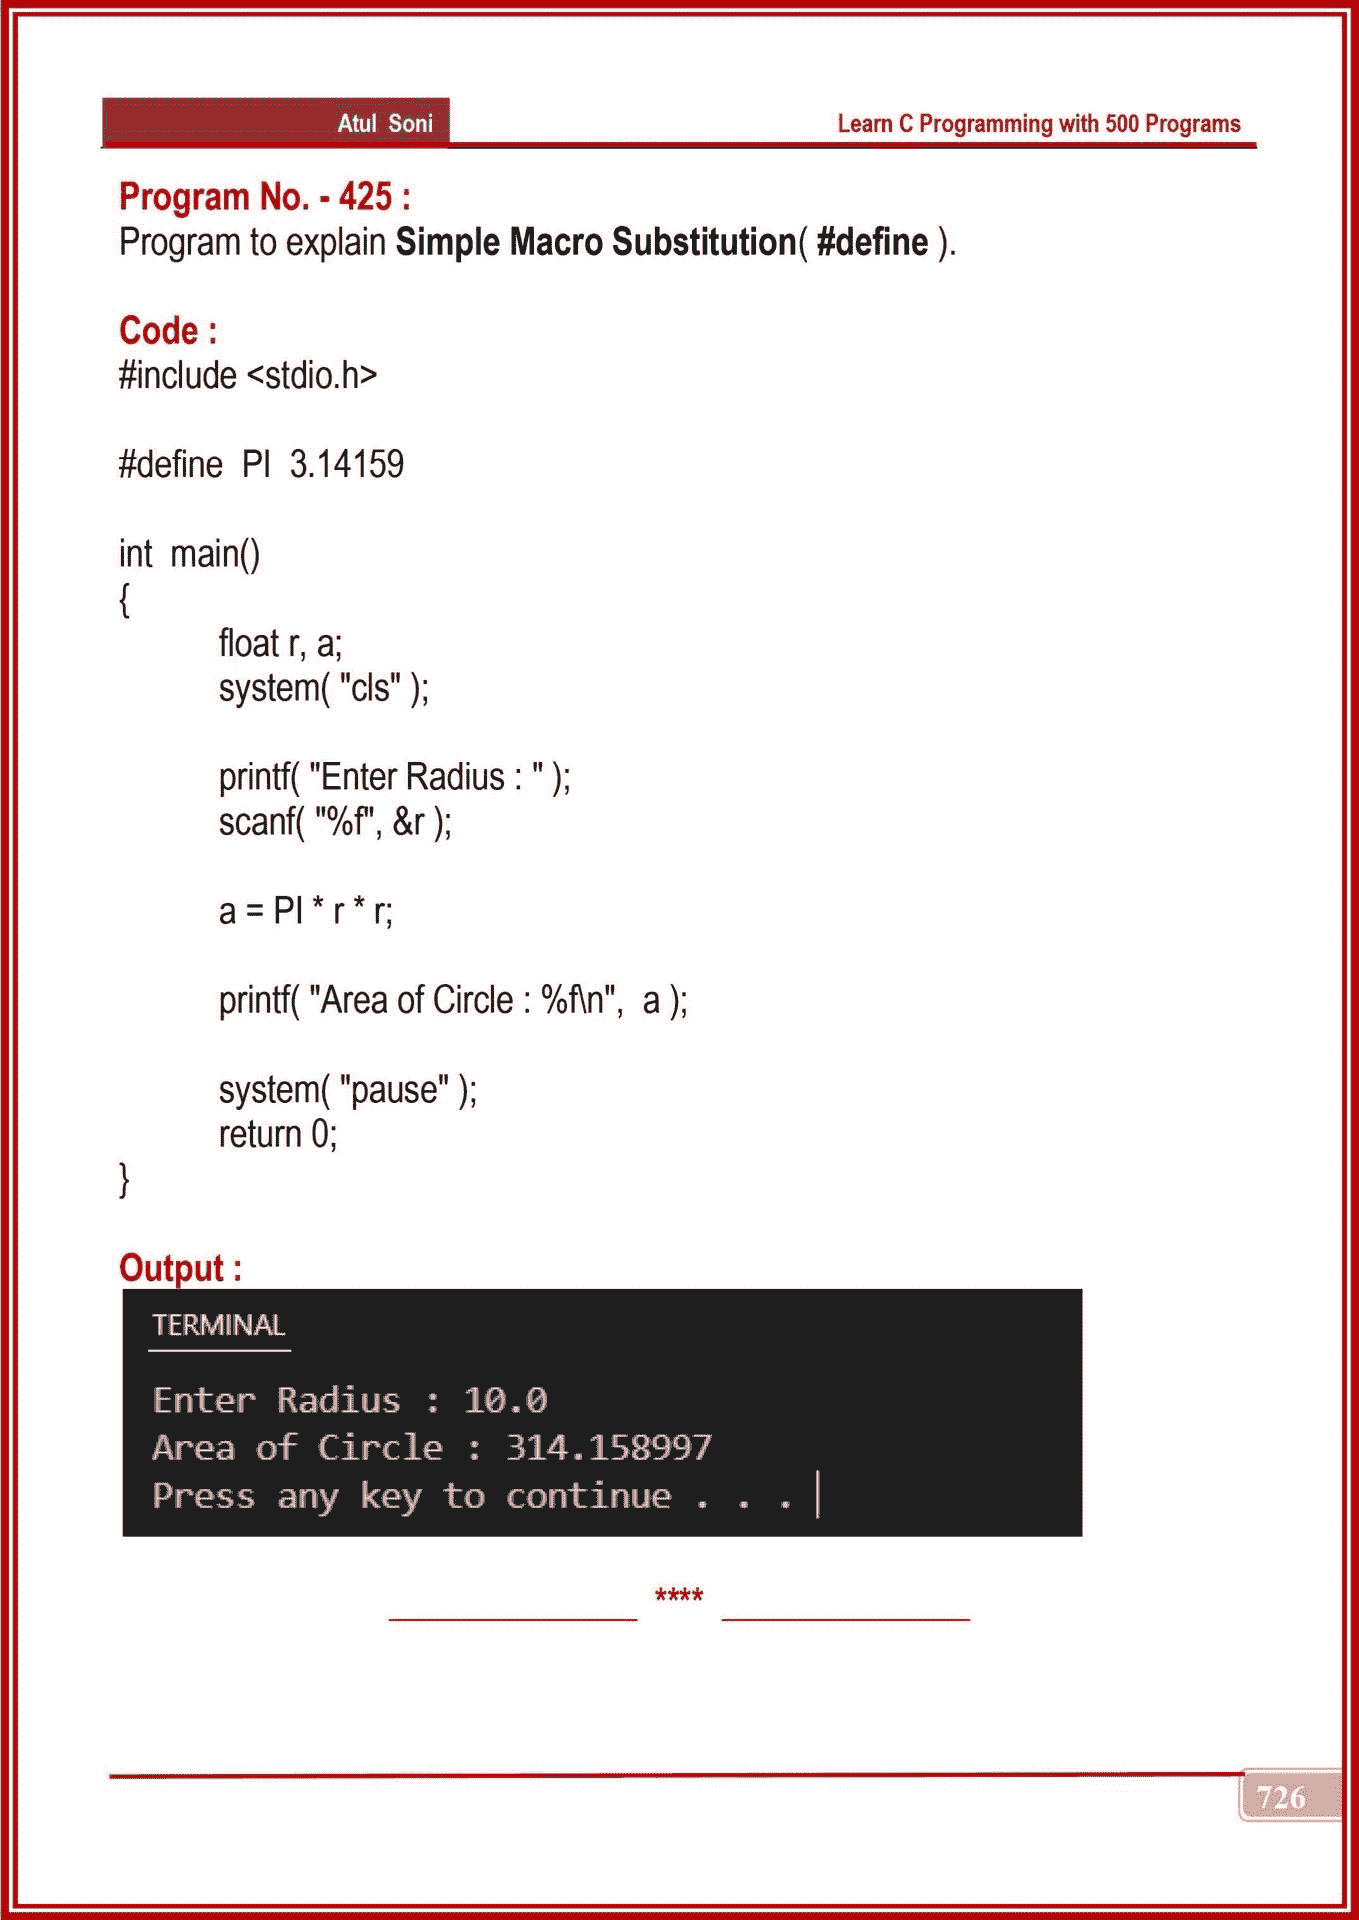 Atul Soni
Learn C Programming with 500 Programs
Program No. - 425 :
Program to explain Simple Macro Substitution( #define ).
Code :
#include <stdio.h>
#define PI 3.14159
int main()
{
float r, a;
system( "cls" );
printf( "Enter Radius : " );
scanf( "%f", &r );
a = PI * r * r;
printf( "Area of Circle : %f\n", a );
system( "pause" );
return 0;
}
Output :
TERMINAL
Enter Radius : 10.0
Area of Circle : 314.158997
Press any key to continue . . .
****
726